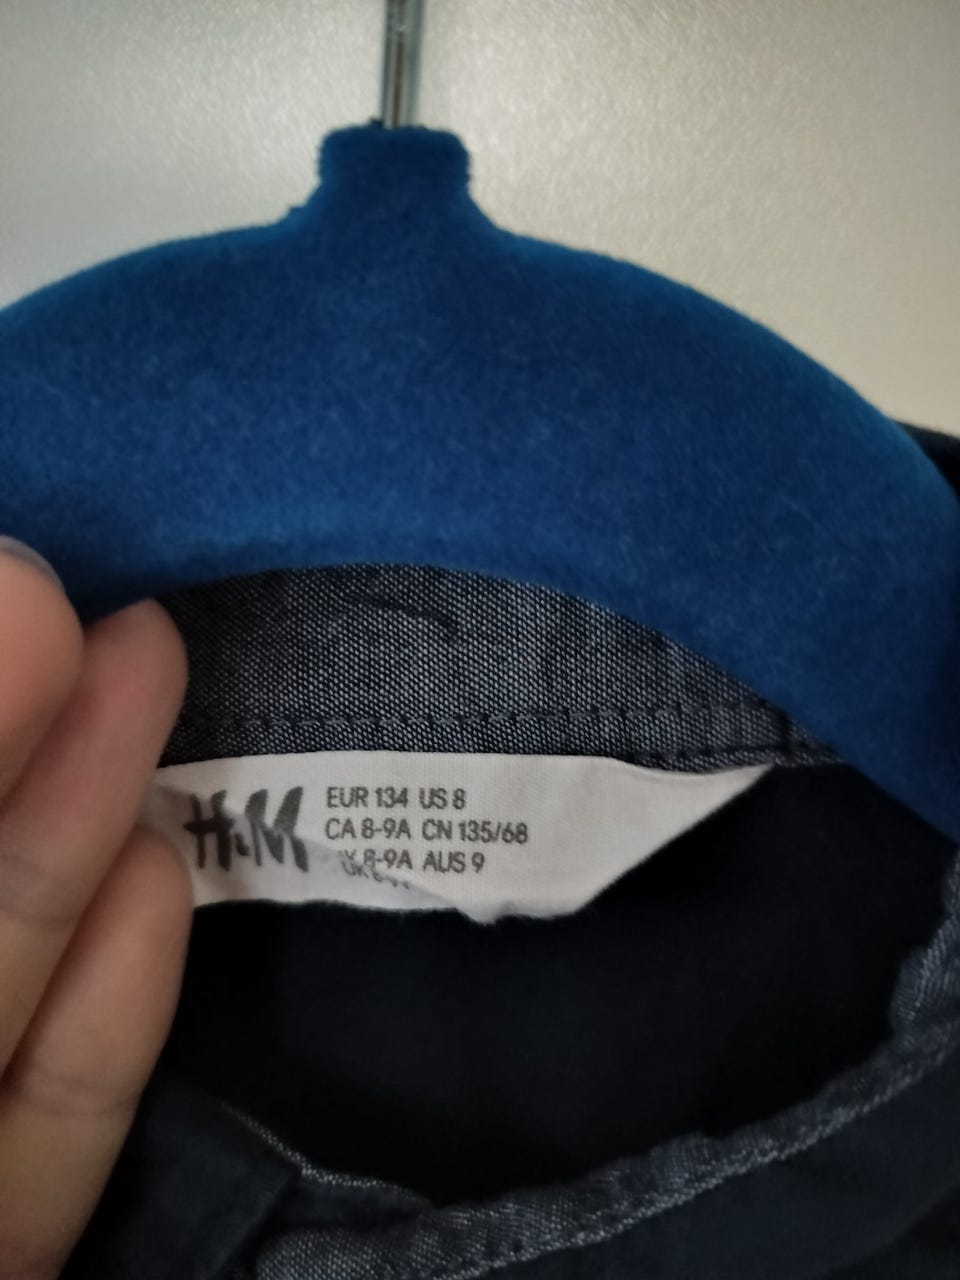 H&M
EUR 134 US 8
CA 8-9A CN 135/68
8-9A AUS 9